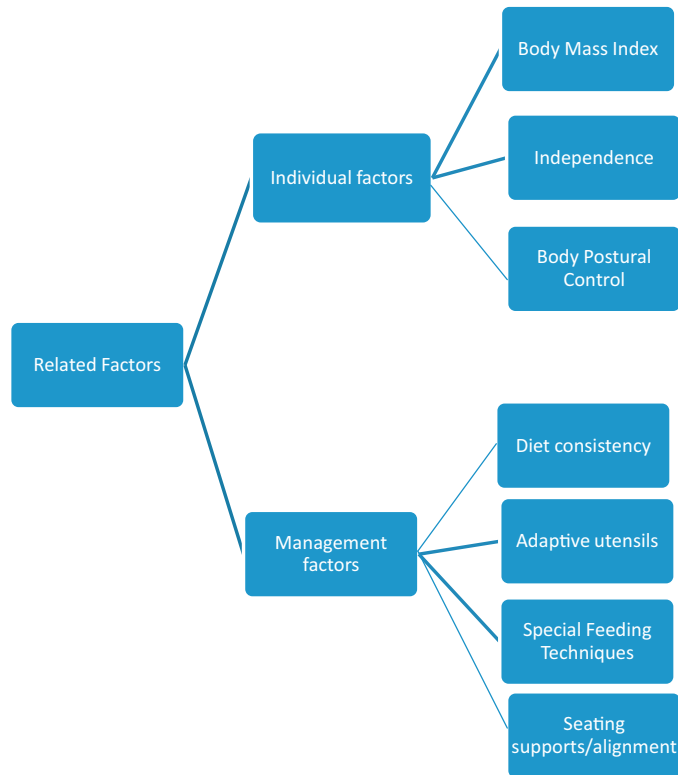 Body Mass Index
Individual factors
Independence
Body Postural
Control
Related Factors
Diet consistency
Management
factors
Adaptive utensils
Special Feeding
Techniques
Seating
supports/alignment